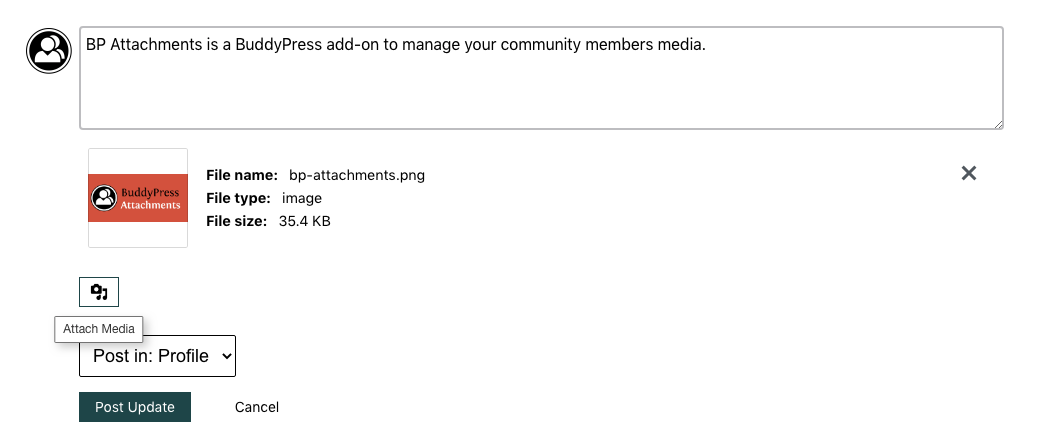 BP Attachments is a BuddyPress add-on to manage your community members media.
BuddyPress
Attachments
File name: bp-attachments.png
File type: image
File size: 35.4 KB
Attach Media
Post in: Profile
Post Update
Cancel